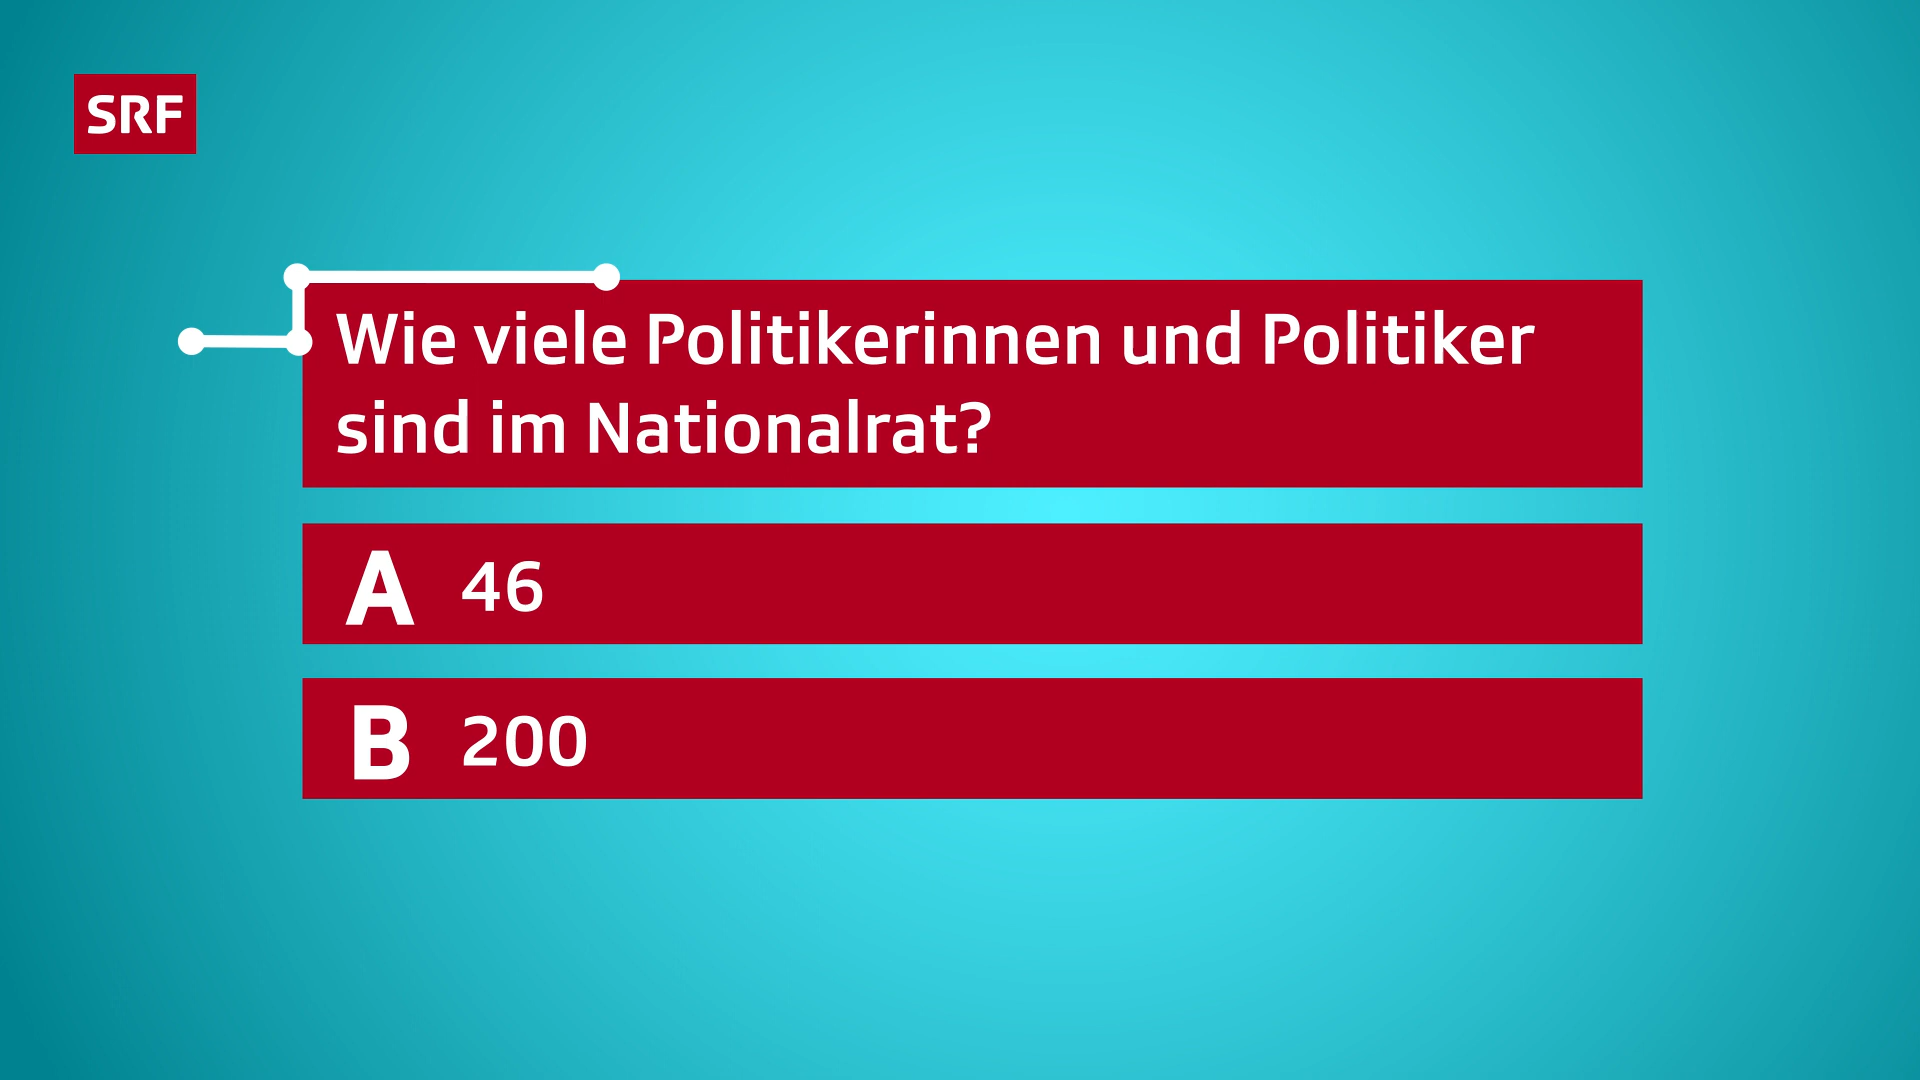 SRF
Wie viele Politikerinnen und Politiker
sind im Nationalrat?
A 46
B 200